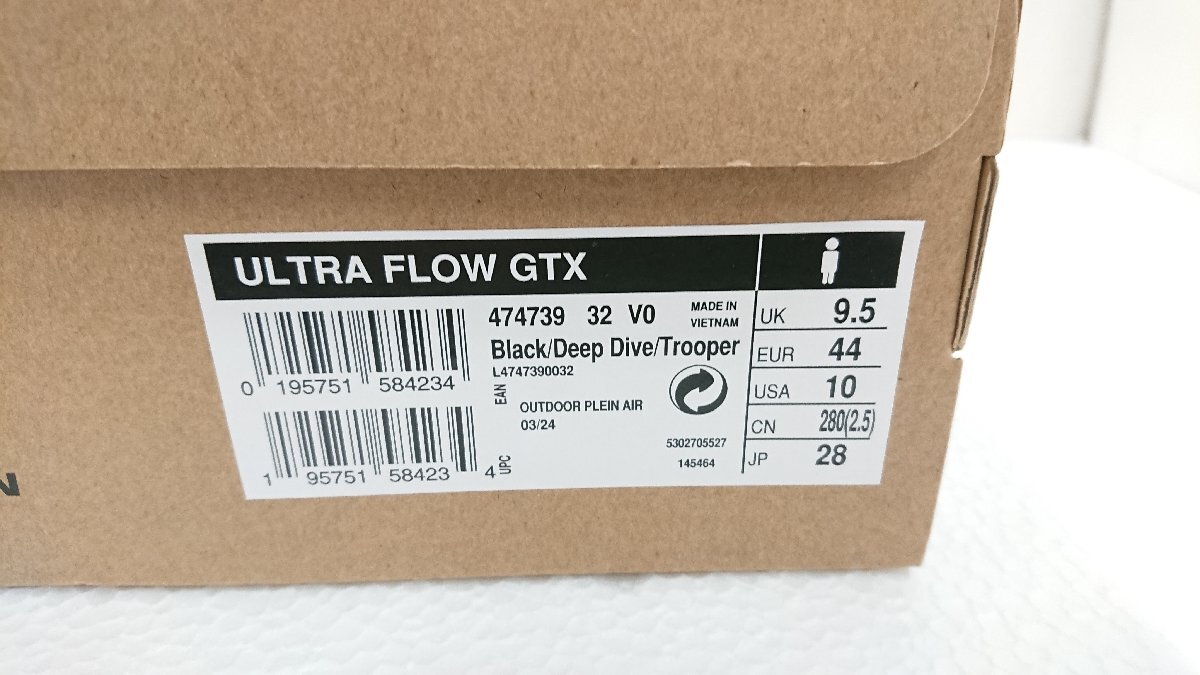 ULTRA FLOW GTX
474739 32 V0
MADE IN
VIETNAM
Black/Deep Dive/Trooper
L4747390032
EAN
0 195751 584234
OUTDOOR PLEIN AIR
03/24
1 95751 58423 4
UPC
5302705527
145464
UK 9.5
EUR 44
USA 10
CN 280(2.5)
JP 28
N